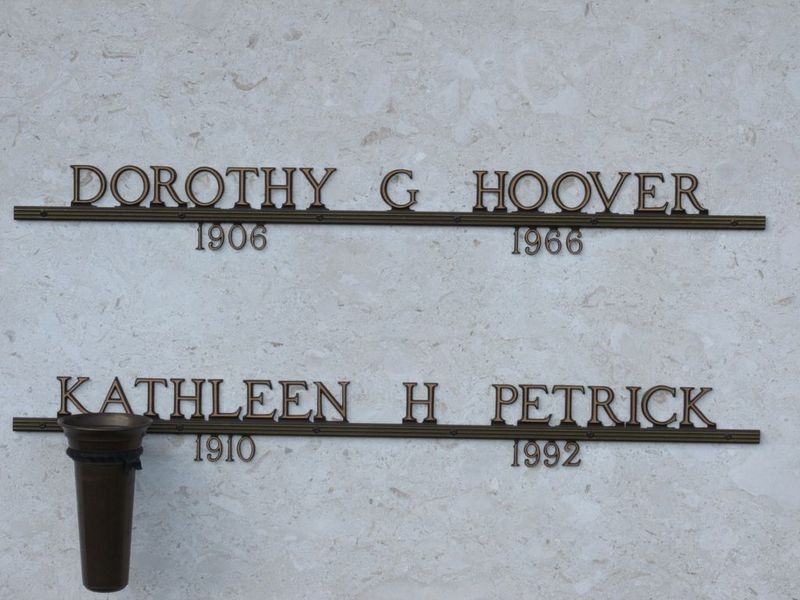 DOROTHY G HOOVER
1906 1966
KATHLEEN H PETRICK
1910 1992